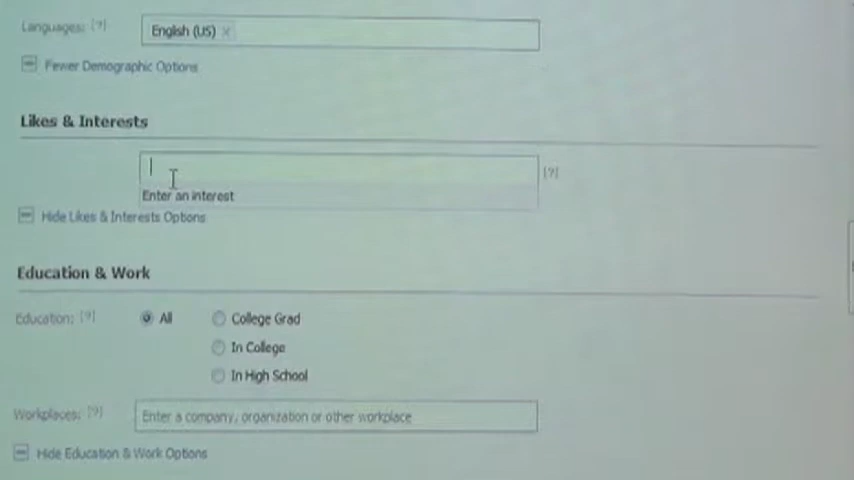 Languages: [?] English (US) ×
Fewer Demographic Options
Likes & Interests
[?]
Enter an interest
Hide Likes & Interests Options
Education & Work
Education: [?] All College Grad
In College
In High School
Workplaces: [?] Enter a company, organization or other workplace
Hide Education & Work Options